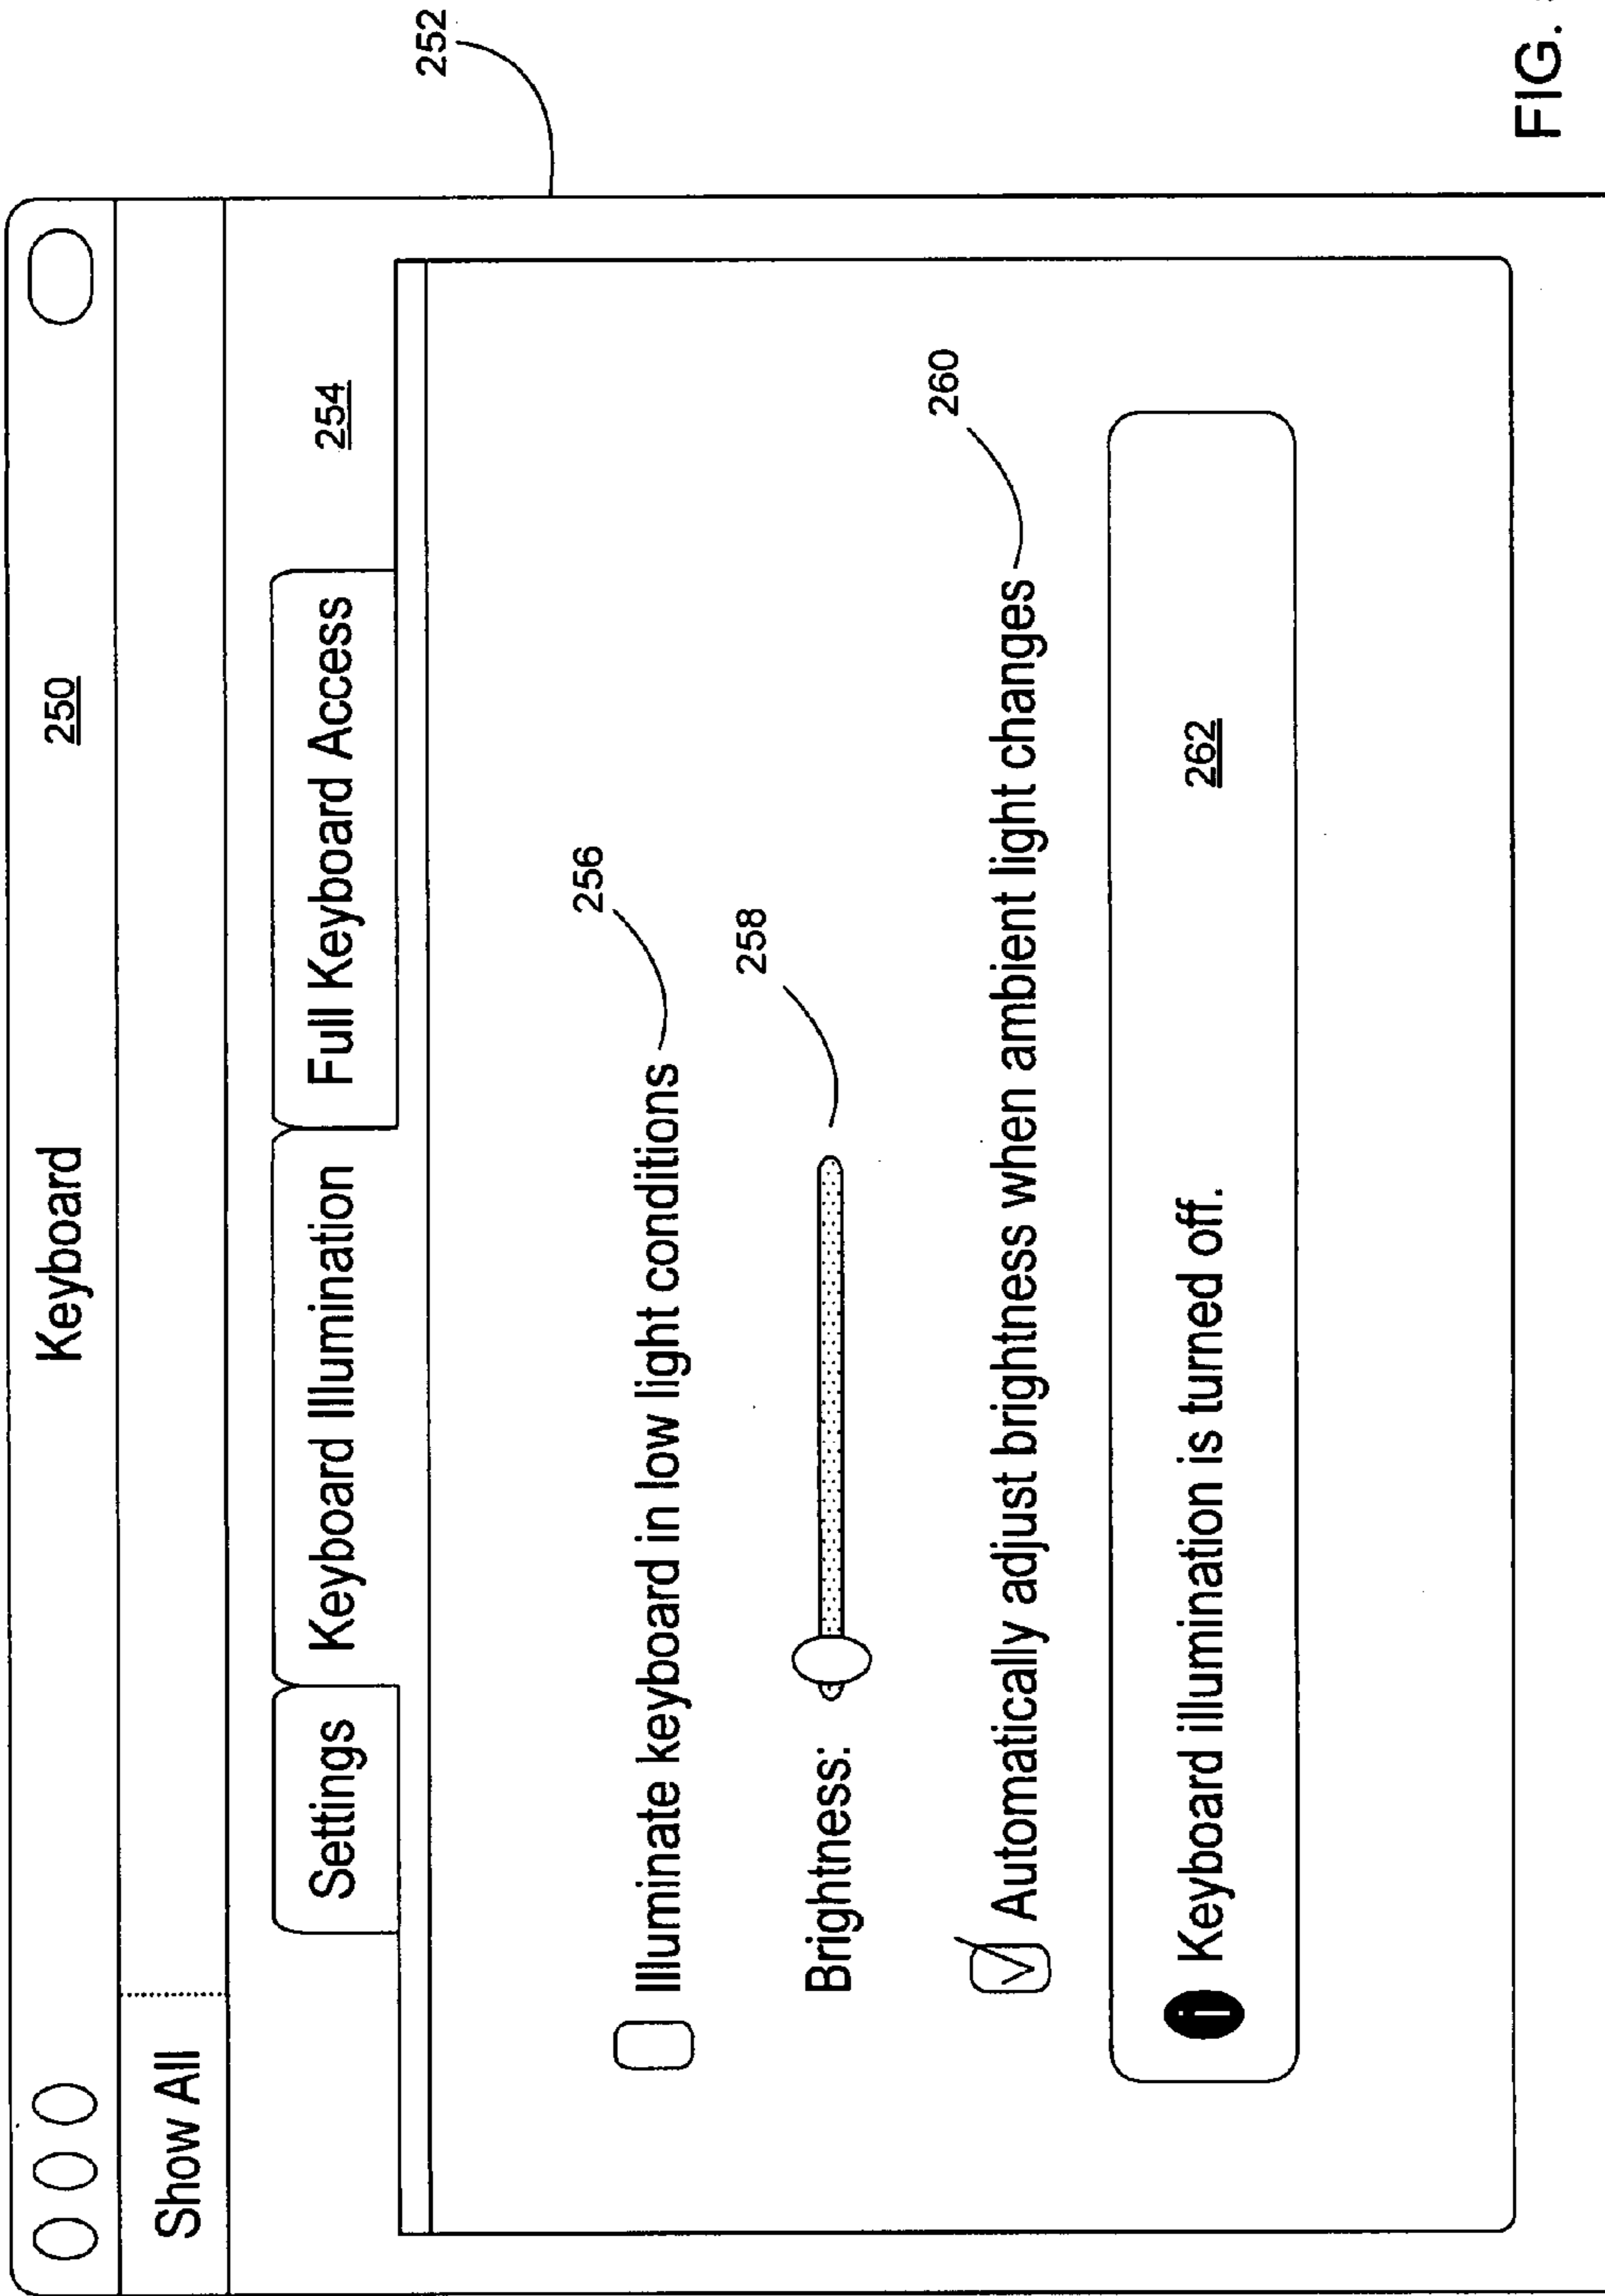 Keyboard 250
Show All
252
Settings Keyboard Illumination Full Keyboard Access 254
256
Illuminate keyboard in low light conditions
258
Brightness:
260
Automatically adjust brightness when ambient light changes
262
i Keyboard illumination is turned off.
FIG.